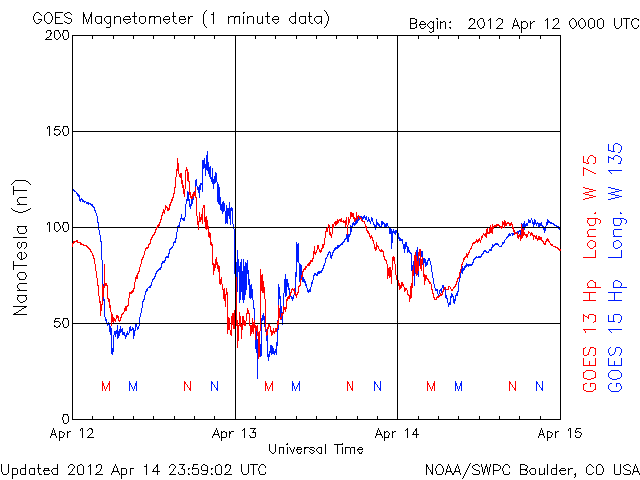 GOES Magnetometer (1 minute data)
Begin: 2012 Apr 12 0000 UTC
200
150
100
50
0
NanoTesla (nT)
M M N N M M N N M M N N
Apr 12 Apr 13 Apr 14 Apr 15
Universal Time
GOES 13 Hp Long. W 75
GOES 15 Hp Long. W 135
Updated 2012 Apr 14 23:59:02 UTC
NOAA/SWPC Boulder, CO USA